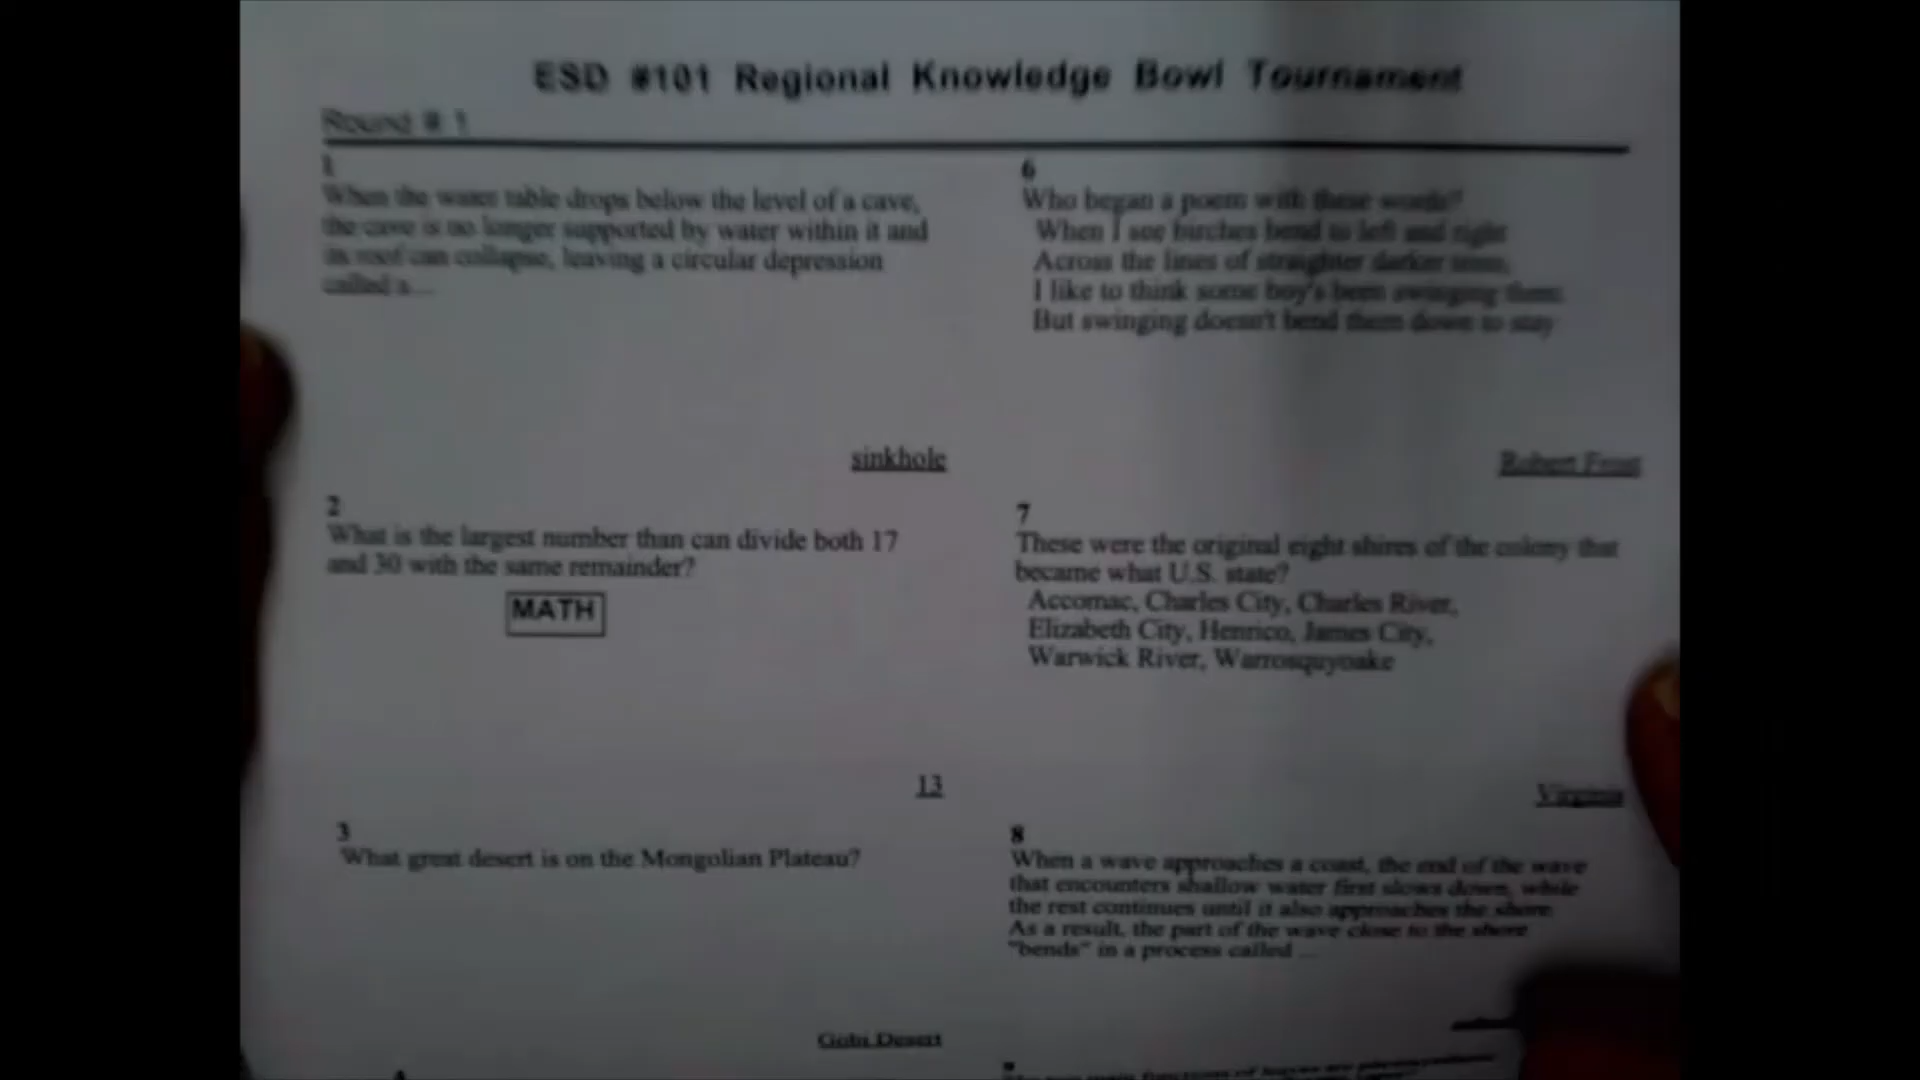 ESD #101 Regional Knowledge Bowl Tournament
Round # 1
1
When the water table drops below the level of a cave,
the cave is no longer supported by water within it and
its roof can collapse, leaving a circular depression
called a...
sinkhole
2
What is the largest number than can divide both 17
and 30 with the same remainder?
MATH
13
3
What great desert is on the Mongolian Plateau?
Gobi Desert
6
Who began a poem with these words?
When I see birches bend to left and right
Across the lines of straighter darker trees,
I like to think some boy's been swinging them.
But swinging doesn't bend them down to stay
Robert Frost
7
These were the original eight shires of the colony that
became what U.S. state?
Accomac, Charles City, Charles River,
Elizabeth City, Henrico, James City,
Warwick River, Warrosquyoake
Virginia
8
When a wave approaches a coast, the end of the wave
that encounters shallow water first slows down, while
the rest continues until it also approaches the shore.
As a result, the part of the wave close to the shore
"bends" in a process called ...